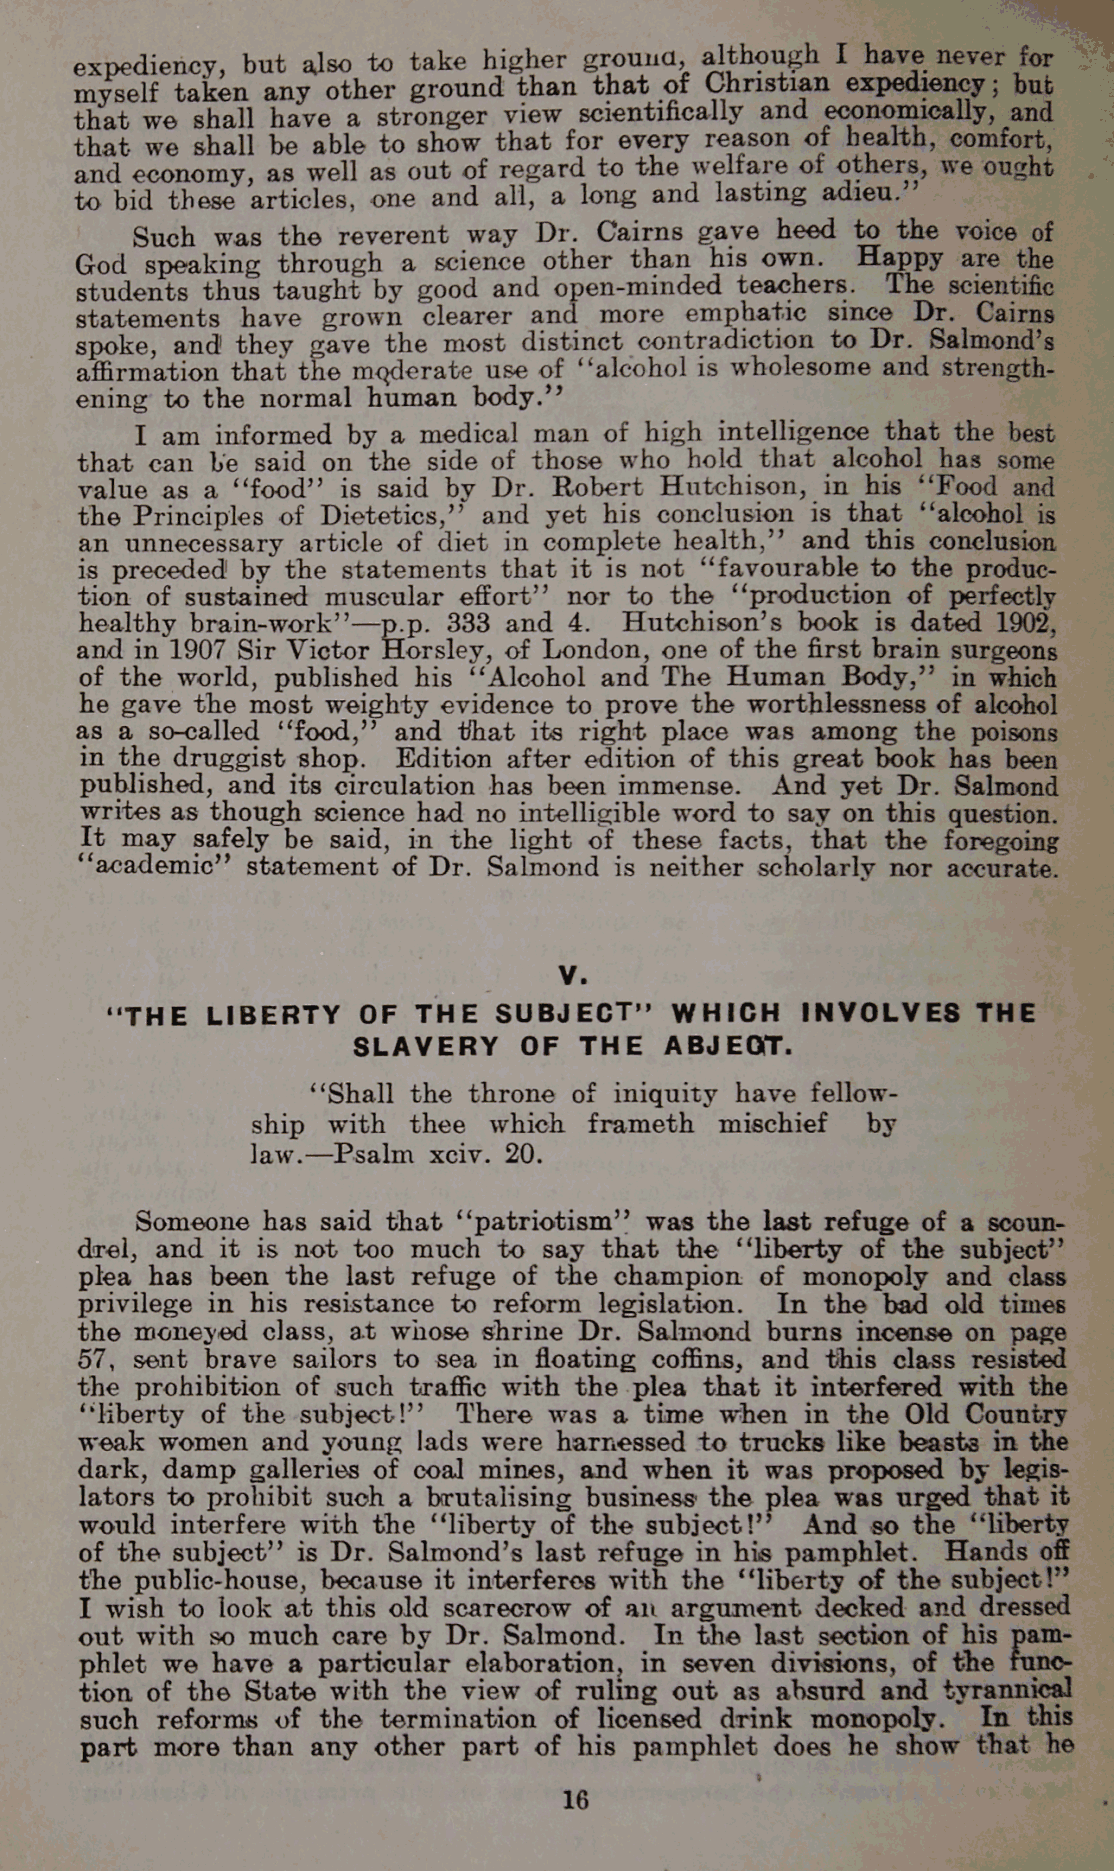 expediency, but also to take higher ground, although I have never for
myself taken any other ground than that of Christian expediency; but
that we shall have a stronger view scientifically and economically, and
that we shall be able to show that for every reason of health, comfort,
and economy, as well as out of regard to the welfare of others, we ought
to bid these articles, one and all, a long and lasting adieu."
Such was the reverent way Dr. Cairns gave heed to the voice of
God speaking through a science other than his own. Happy are the
students thus taught by good and open-minded teachers. The scientific
statements have grown clearer and more emphatic since Dr. Cairns
spoke, and they gave the most distinct contradiction to Dr. Salmond's
affirmation that the moderate use of "alcohol is wholesome and strength-
ening to the normal human body."
I am informed by a medical man of high intelligence that the best
that can be said on the side of those who hold that alcohol has some
value as a "food" is said by Dr. Robert Hutchison, in his "Food and
the Principles of Dietetics," and yet his conclusion is that "alcohol is
an unnecessary article of diet in complete health," and this conclusion
is preceded by the statements that it is not "favourable to the produc-
tion of sustained muscular effort" nor to the "production of perfectly
healthy brain-work"—p.p. 333 and 4. Hutchison's book is dated 1902,
and in 1907 Sir Victor Horsley, of London, one of the first brain surgeons
of the world, published his "Alcohol and The Human Body," in which
he gave the most weighty evidence to prove the worthlessness of alcohol
as a so-called "food," and that its right place was among the poisons
in the druggist shop. Edition after edition of this great book has been
published, and its circulation has been immense. And yet Dr. Salmond
writes as though science had no intelligible word to say on this question.
It may safely be said, in the light of these facts, that the foregoing
"academic" statement of Dr. Salmond is neither scholarly nor accurate.
V.
"THE LIBERTY OF THE SUBJECT" WHICH INVOLVES THE
SLAVERY OF THE ABJECT.
"Shall the throne of iniquity have fellow-
ship with thee which frameth mischief by
law.—Psalm xciv. 20.
Someone has said that "patriotism" was the last refuge of a scoun-
drel, and it is not too much to say that the "liberty of the subject"
plea has been the last refuge of the champion of monopoly and class
privilege in his resistance to reform legislation. In the bad old times
the moneyed class, at whose shrine Dr. Salmond burns incense on page
57, sent brave sailors to sea in floating coffins, and this class resisted
the prohibition of such traffic with the plea that it interfered with the
"liberty of the subject!" There was a time when in the Old Country
weak women and young lads were harnessed to trucks like beasts in the
dark, damp galleries of coal mines, and when it was proposed by legis-
lators to prohibit such a brutalising business the plea was urged that it
would interfere with the "liberty of the subject!" And so the "liberty
of the subject" is Dr. Salmond's last refuge in his pamphlet. Hands off
the public-house, because it interferes with the "liberty of the subject!"
I wish to look at this old scarecrow of an argument decked and dressed
out with so much care by Dr. Salmond. In the last section of his pam-
phlet we have a particular elaboration, in seven divisions, of the func-
tion of the State with the view of ruling out as absurd and tyrannical
such reforms of the termination of licensed drink monopoly. In this
part more than any other part of his pamphlet does he show that he
16